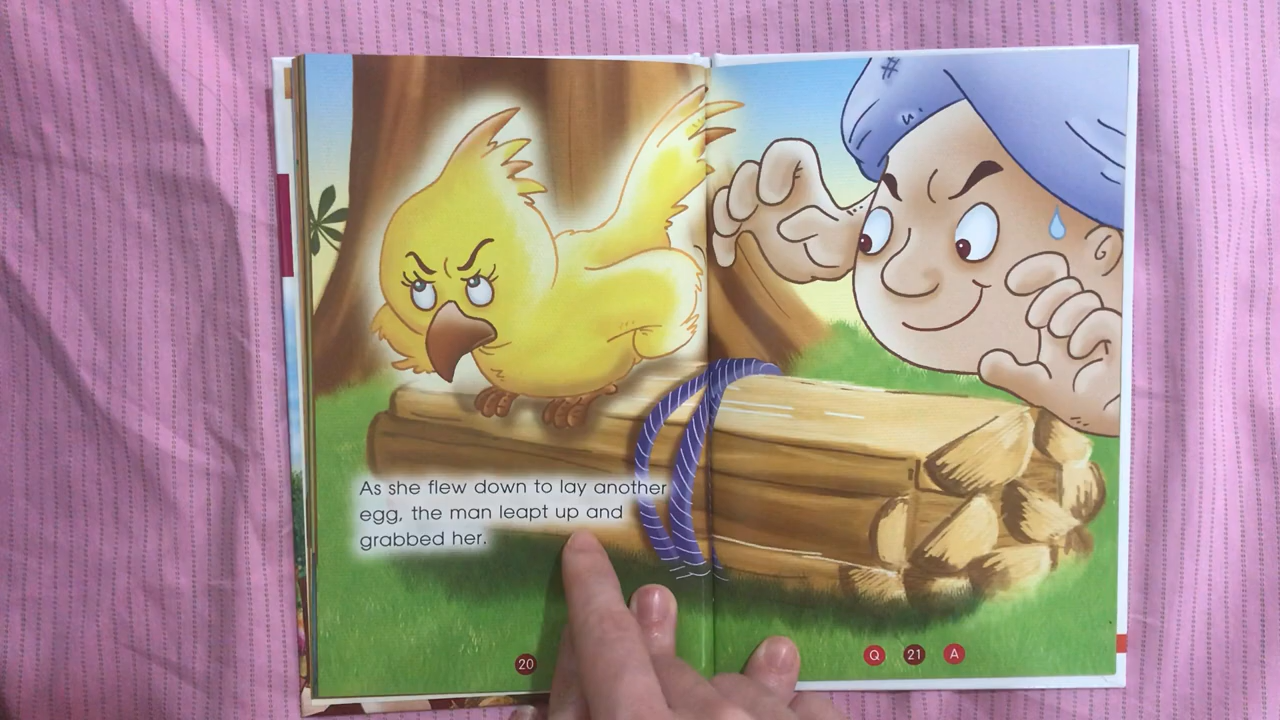 As she flew down to lay another
egg, the man leapt up and
grabbed her.
20
Q 21 A